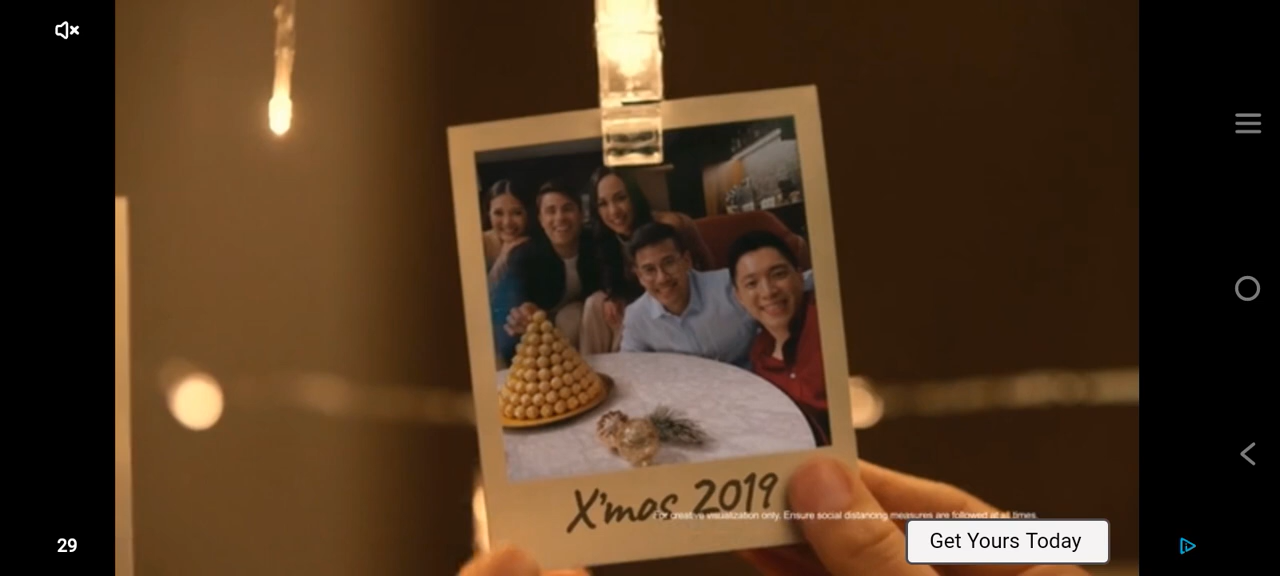 X'mas 2019
For creative visualization only. Ensure social distancing measures are followed at all times.
Get Yours Today
29